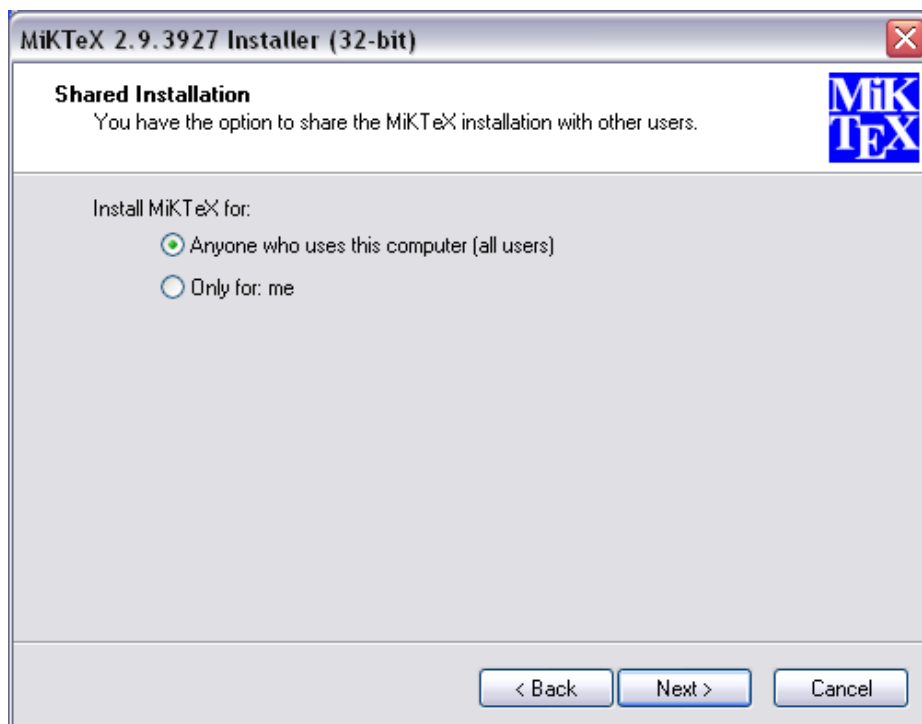 MiKTeX 2.9.3927 Installer (32-bit)
Shared Installation
You have the option to share the MiKTeX installation with other users.
MiK
TEX
Install MiKTeX for:
Anyone who uses this computer (all users)
Only for: me
< Back Next > Cancel